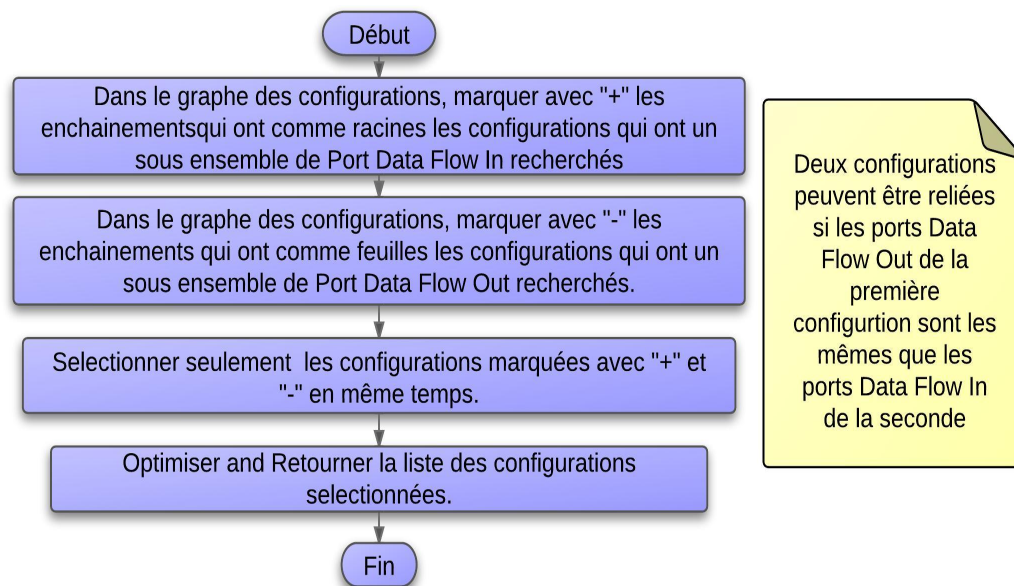 Début
Dans le graphe des configurations, marquer avec "+" les
enchainementsqui ont comme racines les configurations qui ont un
sous ensemble de Port Data Flow In recherchés
Dans le graphe des configurations, marquer avec "-" les
enchainements qui ont comme feuilles les configurations qui ont un
sous ensemble de Port Data Flow Out recherchés.
Selectionner seulement les configurations marquées avec "+" et
"-" en même temps.
Optimiser and Retourner la liste des configurations
selectionnées.
Fin
Deux configurations
peuvent être reliées
si les ports Data
Flow Out de la
première
configurtion sont les
mêmes que les
ports Data Flow In
de la seconde